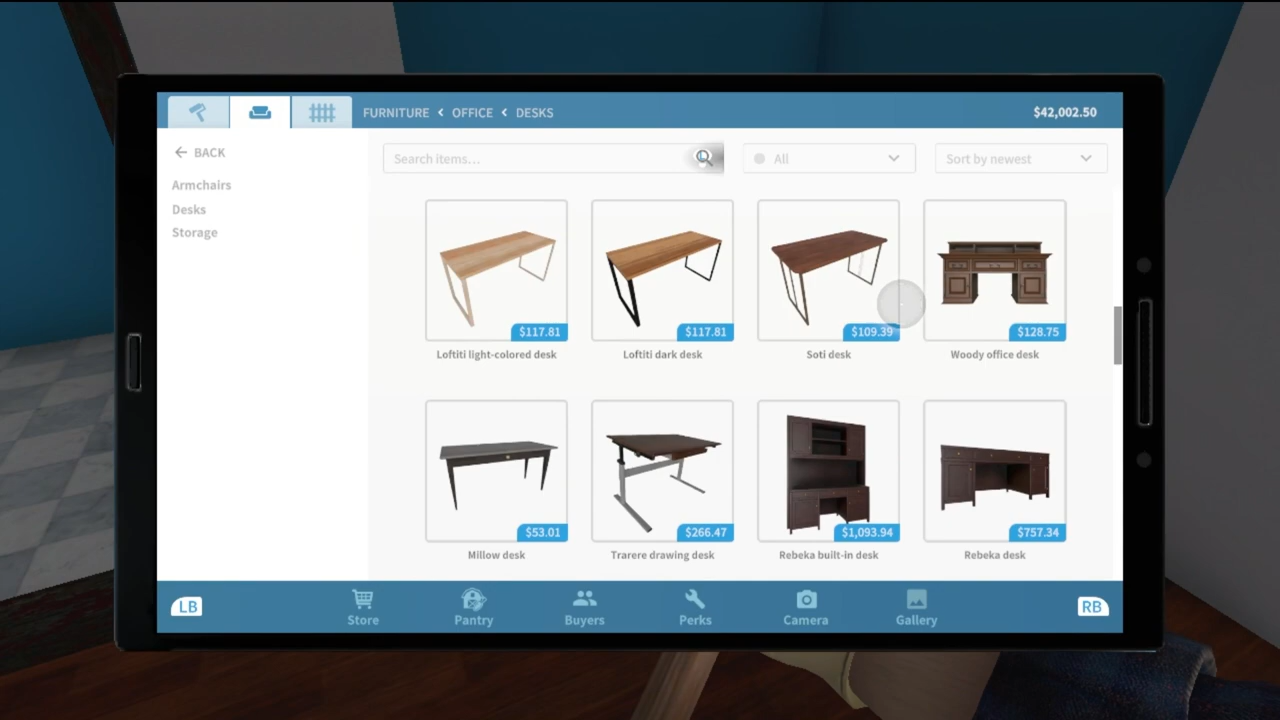 FURNITURE < OFFICE < DESKS
$42,002.50
BACK
Search items...
All
Sort by newest
Armchairs
Desks
Storage
$117.81
$117.81
$109.39
$128.75
Loftiti light-colored desk
Loftiti dark desk
Soti desk
Woody office desk
$53.01
$266.47
$1,093.94
$757.34
Millow desk
Trarere drawing desk
Rebeka built-in desk
Rebeka desk
LB
Store
Pantry
Buyers
Perks
Camera
Gallery
RB